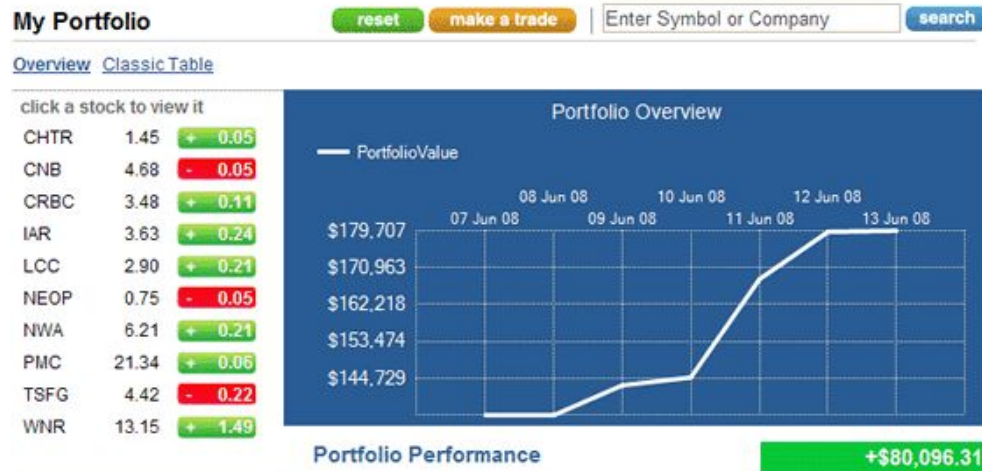 My Portfolio reset make a trade Enter Symbol or Company search
Overview Classic Table
click a stock to view it
CHTR 1.45 + 0.05
CNB 4.68 - 0.05
CRBC 3.48 + 0.11
IAR 3.63 + 0.24
LCC 2.90 + 0.21
NEOP 0.75 - 0.05
NWA 6.21 + 0.21
PMC 21.34 + 0.06
TSFG 4.42 - 0.22
WNR 13.15 + 1.49
Portfolio Overview
PortfolioValue
08 Jun 08 10 Jun 08 12 Jun 08
07 Jun 08 09 Jun 08 11 Jun 08 13 Jun 08
$179,707
$170,963
$162,218
$153,474
$144,729
Portfolio Performance +$80,096.31